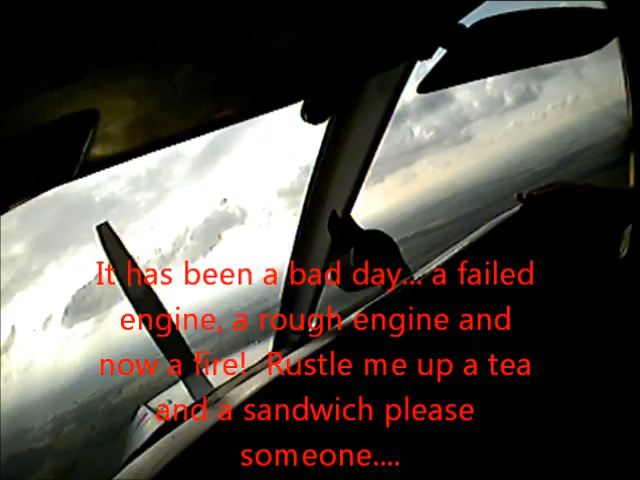 It has been a bad day... a failed
engine, a rough engine and
now a fire!  Rustle me up a tea
and a sandwich please
someone....